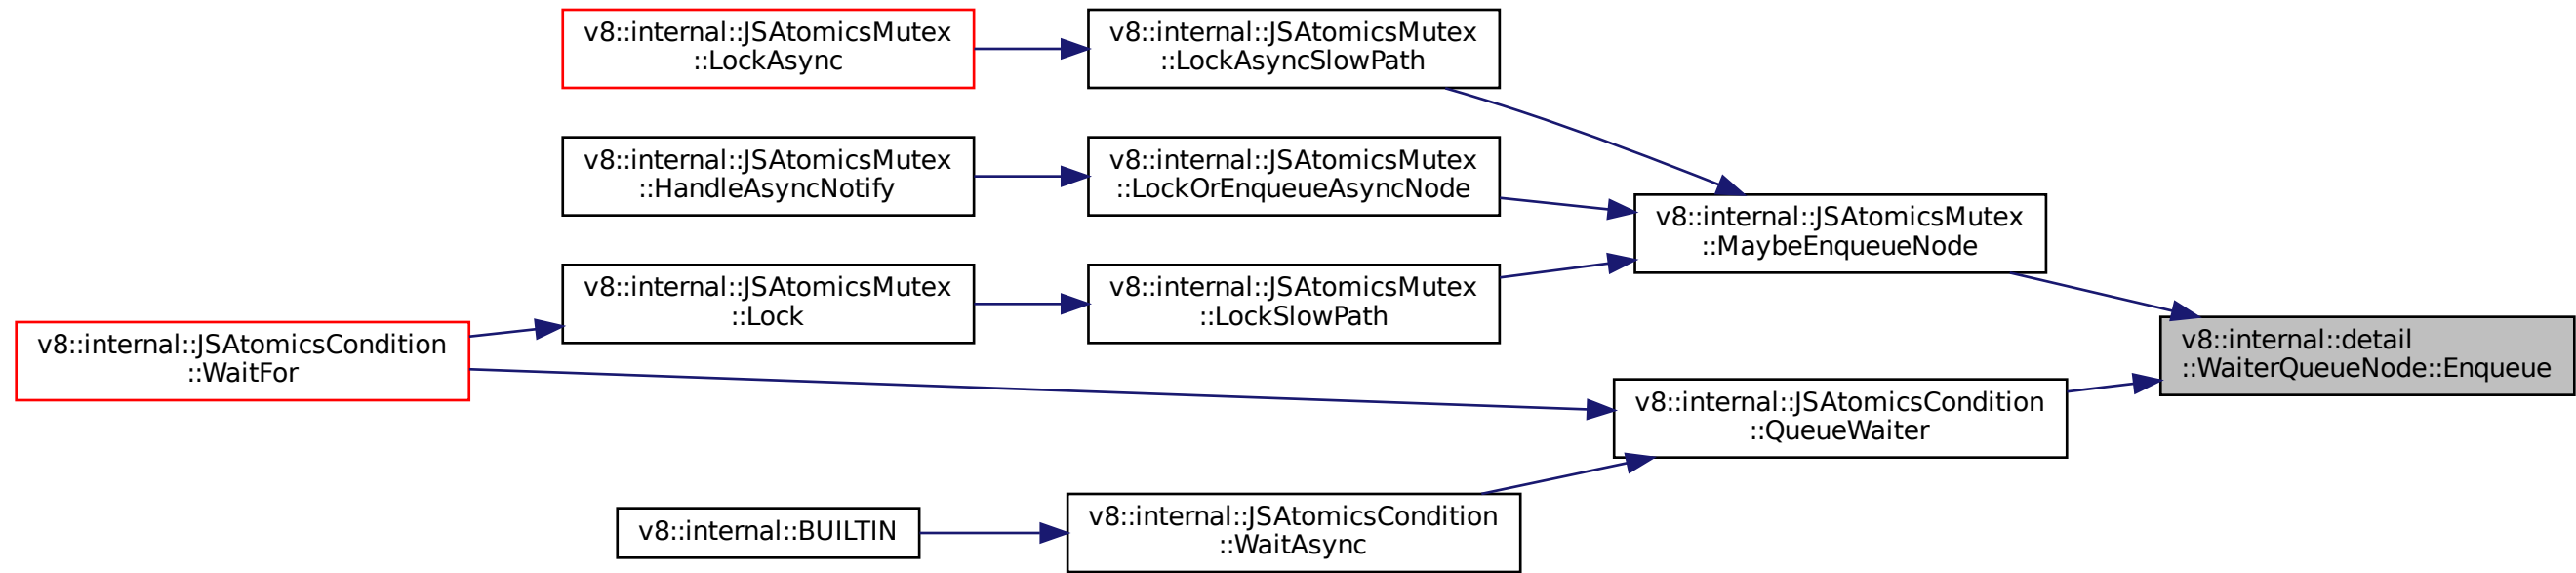 v8::internal::JSAtomicsMutex
::LockAsync
v8::internal::JSAtomicsMutex
::LockAsyncSlowPath
v8::internal::JSAtomicsMutex
::HandleAsyncNotify
v8::internal::JSAtomicsMutex
::LockOrEnqueueAsyncNode
v8::internal::JSAtomicsMutex
::MaybeEnqueueNode
v8::internal::JSAtomicsMutex
::Lock
v8::internal::JSAtomicsMutex
::LockSlowPath
v8::internal::JSAtomicsCondition
::WaitFor
v8::internal::detail
::WaiterQueueNode::Enqueue
v8::internal::JSAtomicsCondition
::QueueWaiter
v8::internal::BUILTIN
v8::internal::JSAtomicsCondition
::WaitAsync